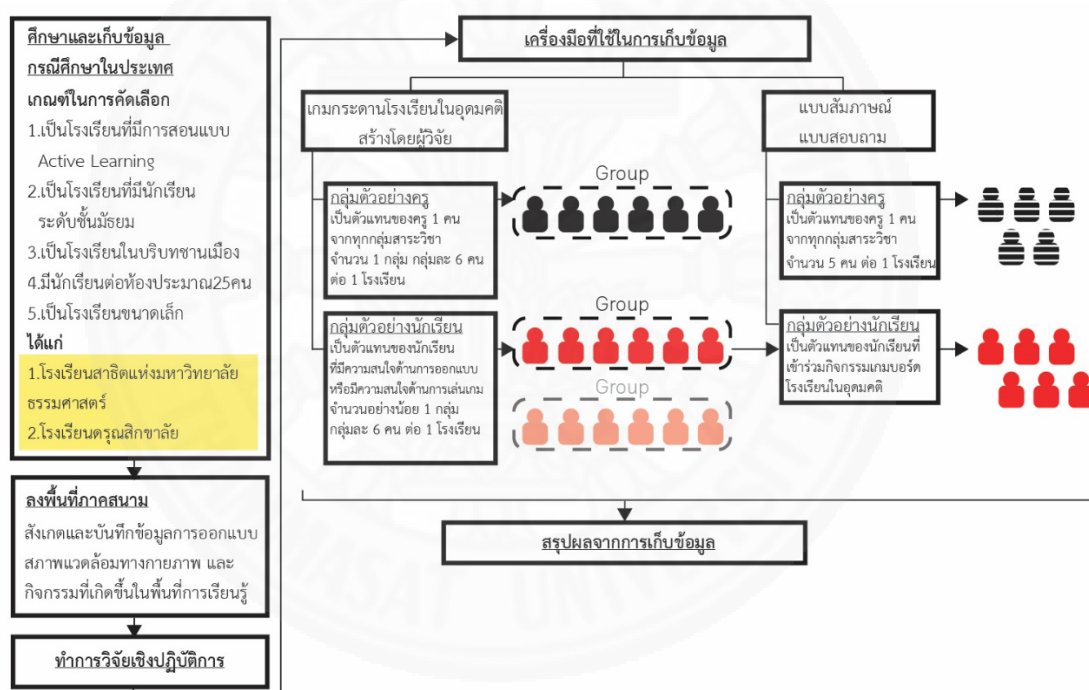 ศึกษาและเก็บข้อมูล
กรณีศึกษาในประเทศ
เกณฑ์ในการคัดเลือก
1.เป็นโรงเรียนที่มีการสอนแบบ
Active Learning
2.เป็นโรงเรียนที่มีนักเรียน
ระดับชั้นมัธยม
3.เป็นโรงเรียนในบริบทชานเมือง
4.มีนักเรียนต่อห้องประมาณ25คน
5.เป็นโรงเรียนขนาดเล็ก
ได้แก่
1.โรงเรียนสาธิตแห่งมหาวิทยาลัย
ธรรมศาสตร์
2.โรงเรียนดรุณสิกขาลัย
ลงพื้นที่ภาคสนาม
สังเกตและบันทึกข้อมูลการออกแบบ
สภาพแวดล้อมทางกายภาพ และ
กิจกรรมที่เกิดขึ้นในพื้นที่การเรียนรู้
ทำการวิจัยเชิงปฏิบัติการ
เครื่องมือที่ใช้ในการเก็บข้อมูล
เกมกระดานโรงเรียนในอุดมคติ
สร้างโดยผู้วิจัย
กลุ่มตัวอย่างครู
เป็นตัวแทนของครู 1 คน
จากทุกกลุ่มสาระวิชา
จำนวน 1 กลุ่ม กลุ่มละ 6 คน
ต่อ 1 โรงเรียน
Group
กลุ่มตัวอย่างนักเรียน
เป็นตัวแทนของนักเรียน
ที่มีความสนใจด้านการออกแบบ
หรือมีความสนใจด้านการเล่นเกม
จำนวนอย่างน้อย 1 กลุ่ม
กลุ่มละ 6 คน ต่อ 1 โรงเรียน
Group
Group
แบบสัมภาษณ์
แบบสอบถาม
กลุ่มตัวอย่างครู
เป็นตัวแทนของครู 1 คน
จากทุกกลุ่มสาระวิชา
จำนวน 5 คน ต่อ 1 โรงเรียน
กลุ่มตัวอย่างนักเรียน
เป็นตัวแทนของนักเรียนที่
เข้าร่วมกิจกรรมเกมบอร์ด
โรงเรียนในอุดมคติ
สรุปผลจากการเก็บข้อมูล